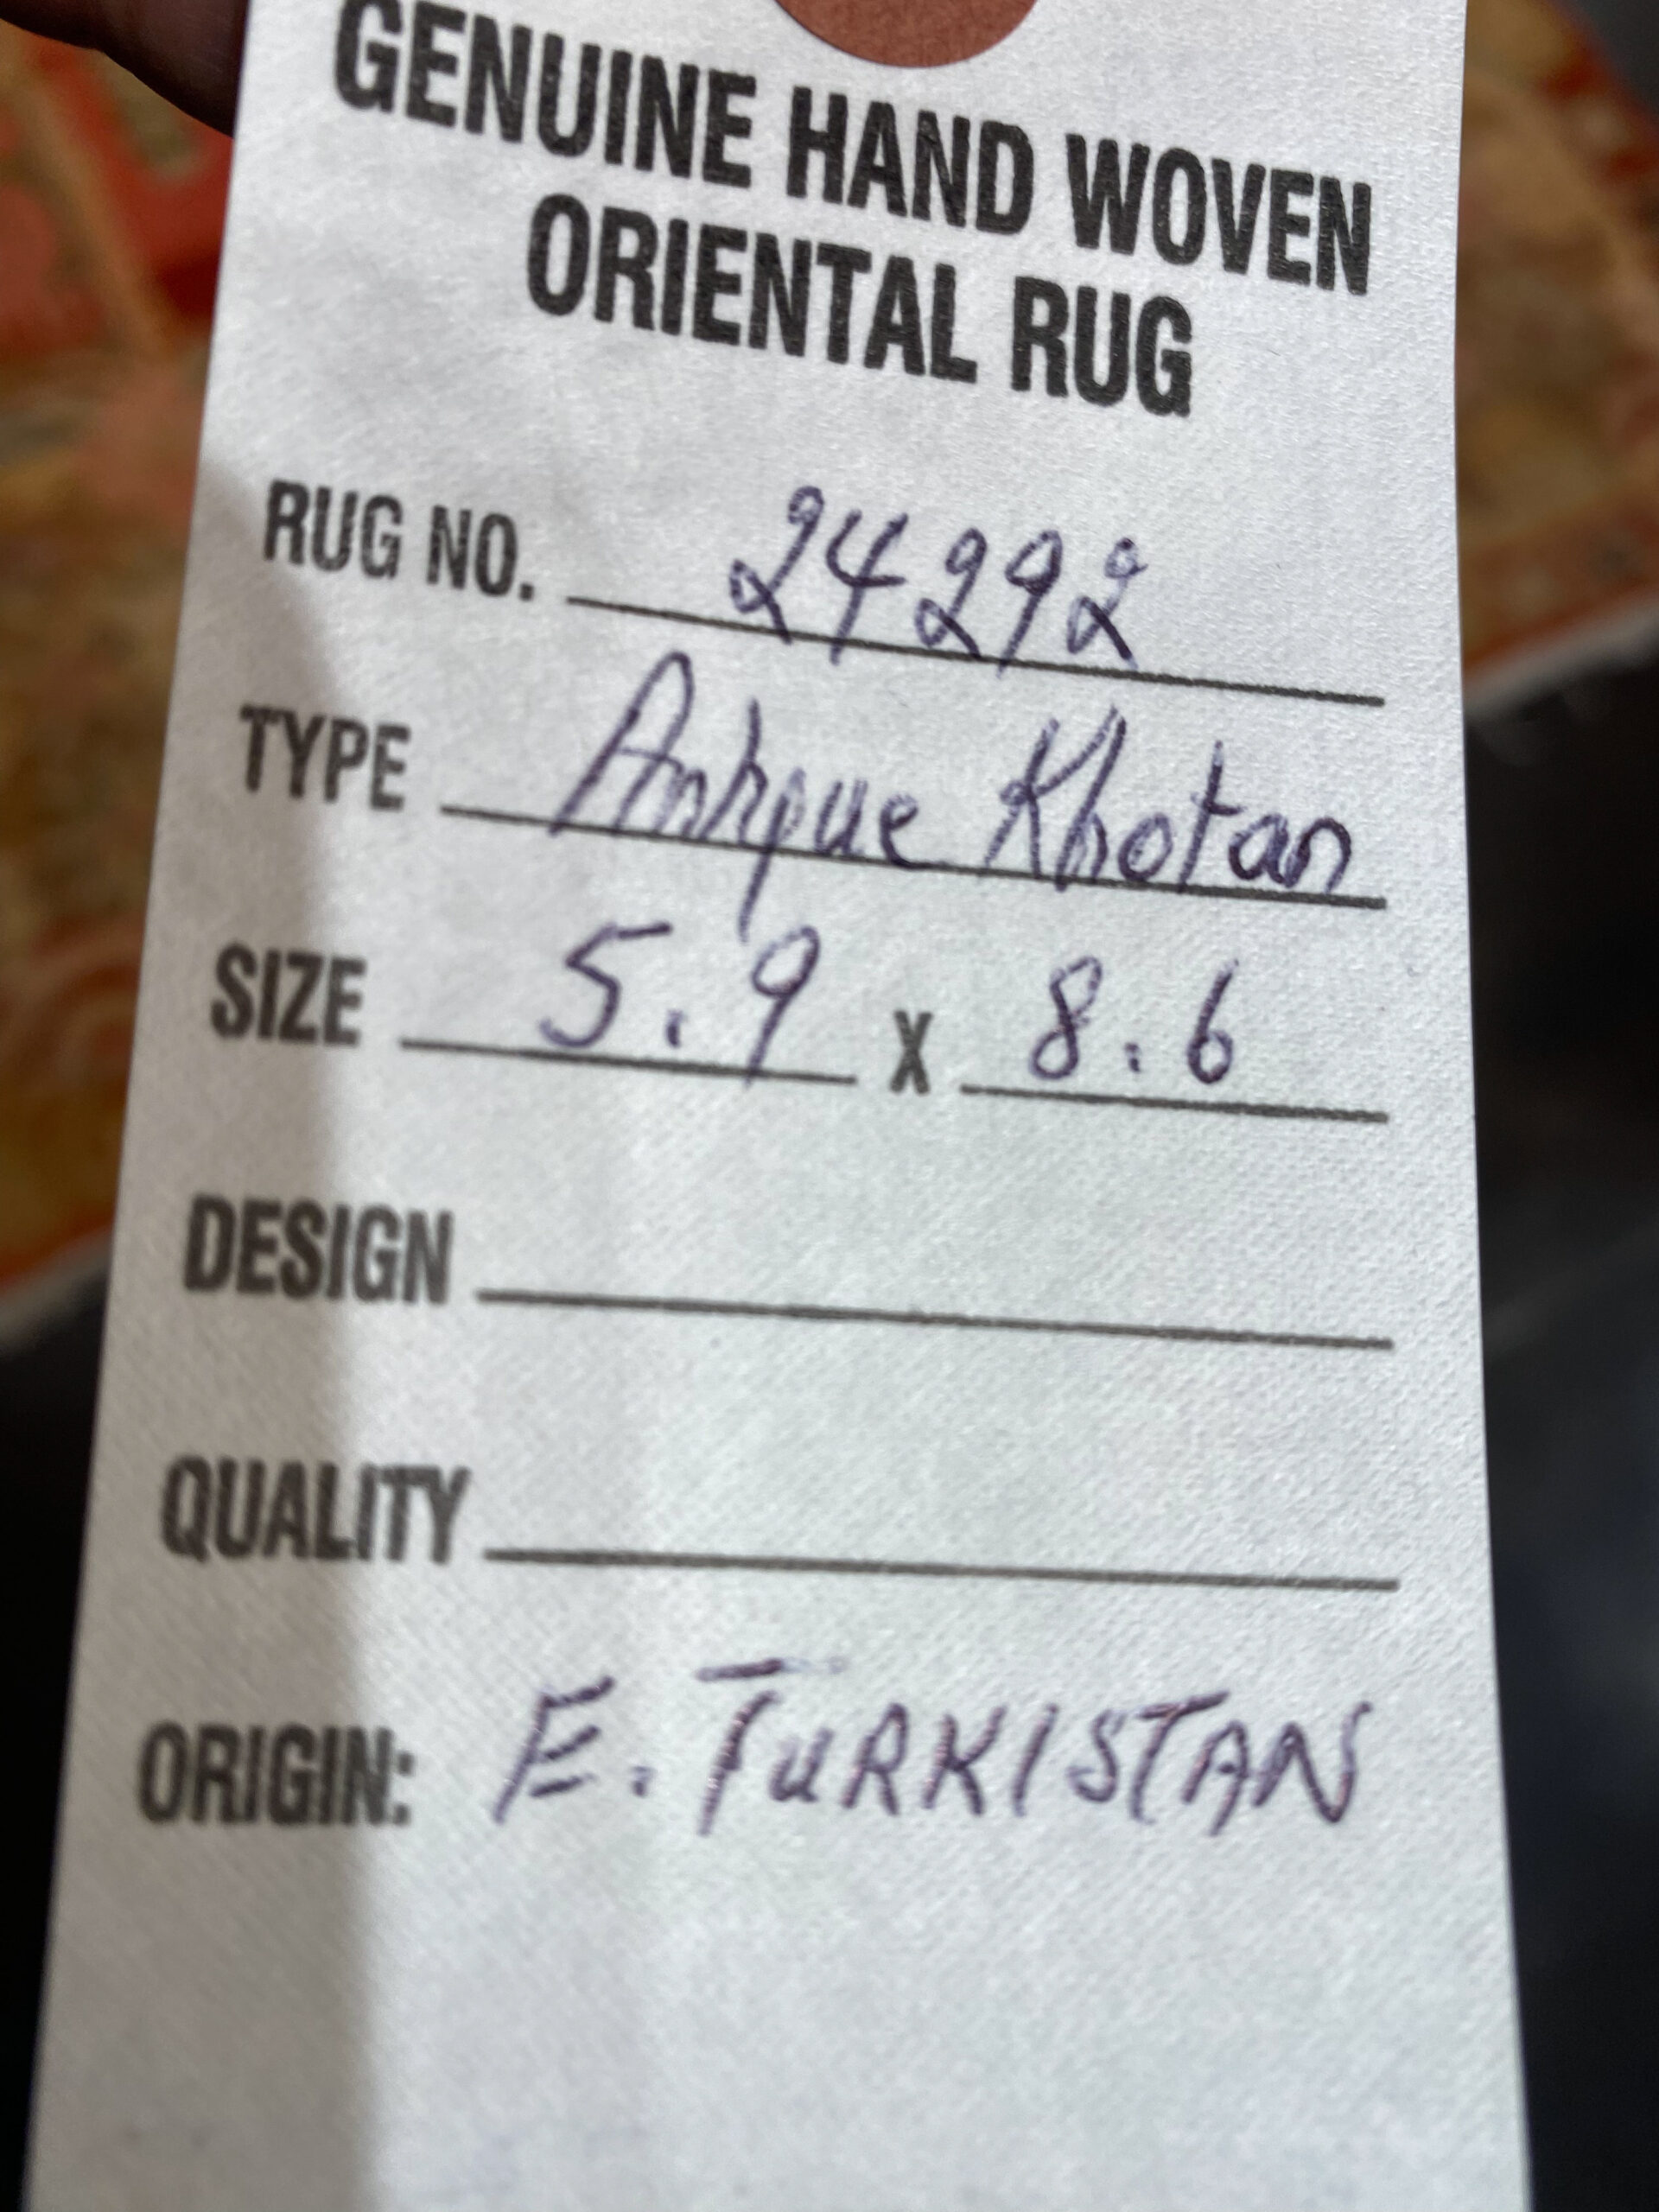 GENUINE HAND WOVEN
ORIENTAL RUG
RUG NO. 24292
TYPE Antique Khotan
SIZE 5.9 X 8.6
DESIGN
QUALITY
ORIGIN: E. TuRKISTAN